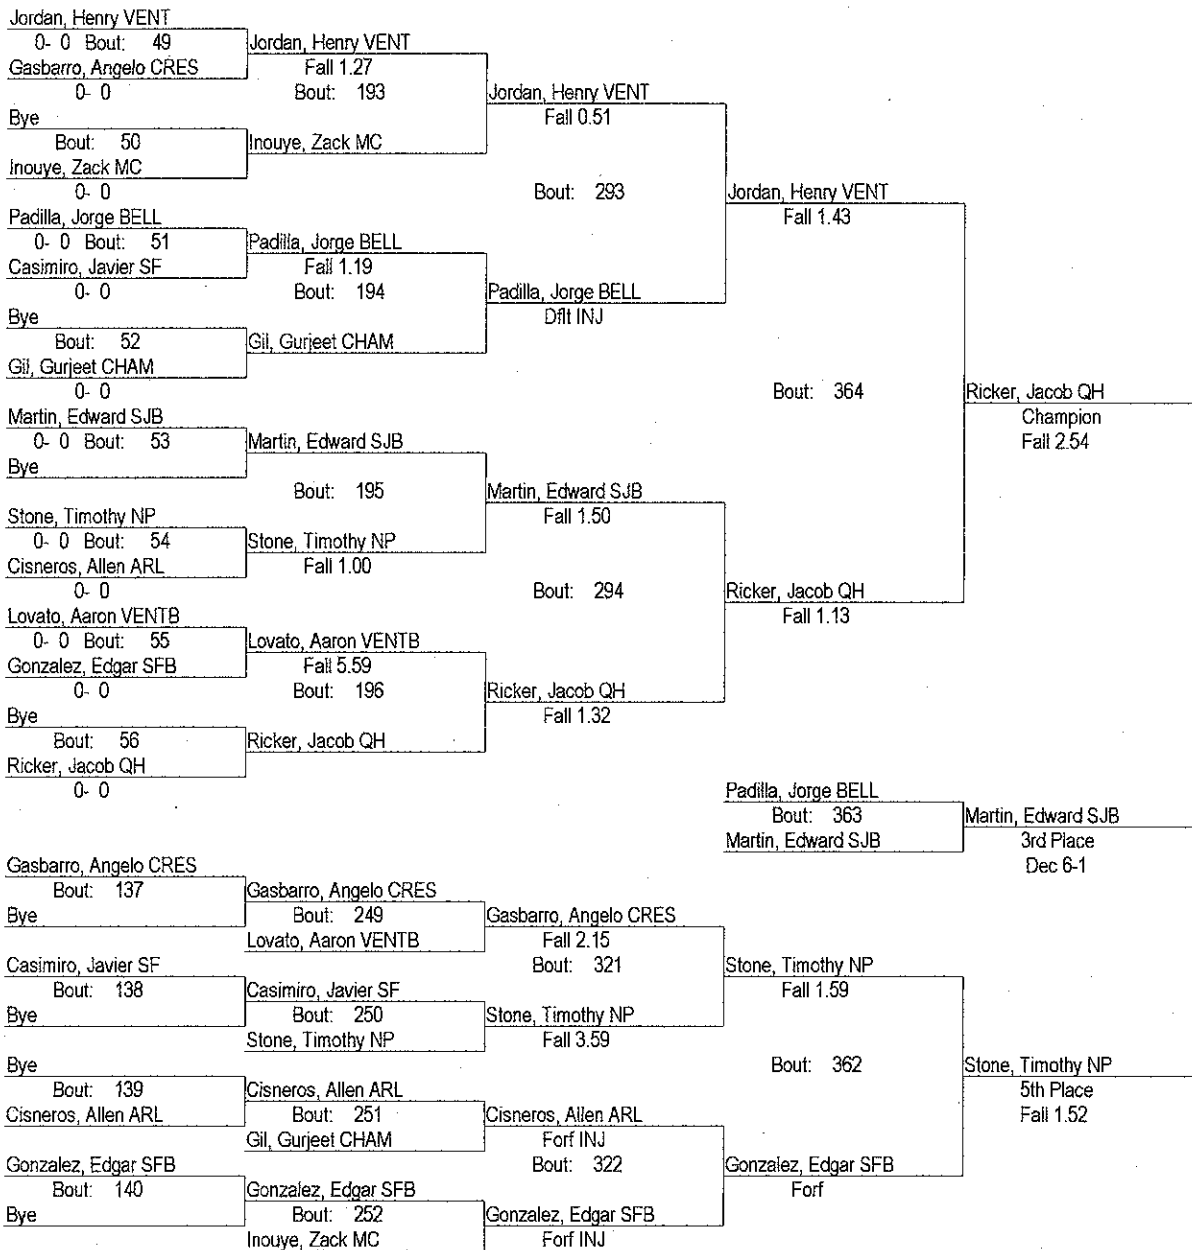 Jordan, Henry VENT
0- 0 Bout: 49
Gasbarro, Angelo CRES
0- 0
Bye
Bout: 50
Inouye, Zack MC
0- 0
Padilla, Jorge BELL
0- 0 Bout: 51
Casimiro, Javier SF
0- 0
Bye
Bout: 52
Gil, Gurjeet CHAM
0- 0
Martin, Edward SJB
0- 0 Bout: 53
Bye
Stone, Timothy NP
0- 0 Bout: 54
Cisneros, Allen ARL
0- 0
Lovato, Aaron VENTB
0- 0 Bout: 55
Gonzalez, Edgar SFB
0- 0
Bye
Bout: 56
Ricker, Jacob QH
0- 0
Jordan, Henry VENT
Fall 1.27
Bout: 193
Inouye, Zack MC
Padilla, Jorge BELL
Fall 1.19
Bout: 194
Gil, Gurjeet CHAM
Martin, Edward SJB
Bout: 195
Stone, Timothy NP
Fall 1.00
Lovato, Aaron VENTB
Fall 5.59
Bout: 196
Ricker, Jacob QH
Jordan, Henry VENT
Fall 0.51
Bout: 293
Padilla, Jorge BELL
Dflt INJ
Martin, Edward SJB
Fall 1.50
Bout: 294
Ricker, Jacob QH
Fall 1.32
Jordan, Henry VENT
Fall 1.43
Bout: 364
Ricker, Jacob QH
Fall 1.13
Ricker, Jacob QH
Champion
Fall 2.54
Padilla, Jorge BELL
Bout: 363
Martin, Edward SJB
Martin, Edward SJB
3rd Place
Dec 6-1
Gasbarro, Angelo CRES
Bout: 137
Bye
Casimiro, Javier SF
Bout: 138
Bye
Bye
Bout: 139
Cisneros, Allen ARL
Gonzalez, Edgar SFB
Bout: 140
Bye
Gasbarro, Angelo CRES
Bout: 249
Lovato, Aaron VENTB
Casimiro, Javier SF
Bout: 250
Stone, Timothy NP
Cisneros, Allen ARL
Bout: 251
Gil, Gurjeet CHAM
Gonzalez, Edgar SFB
Bout: 252
Inouye, Zack MC
Gasbarro, Angelo CRES
Fall 2.15
Bout: 321
Stone, Timothy NP
Fall 3.59
Cisneros, Allen ARL
Forf INJ
Bout: 322
Gonzalez, Edgar SFB
Forf INJ
Stone, Timothy NP
Fall 1.59
Bout: 362
Gonzalez, Edgar SFB
Forf
Stone, Timothy NP
5th Place
Fall 1.52